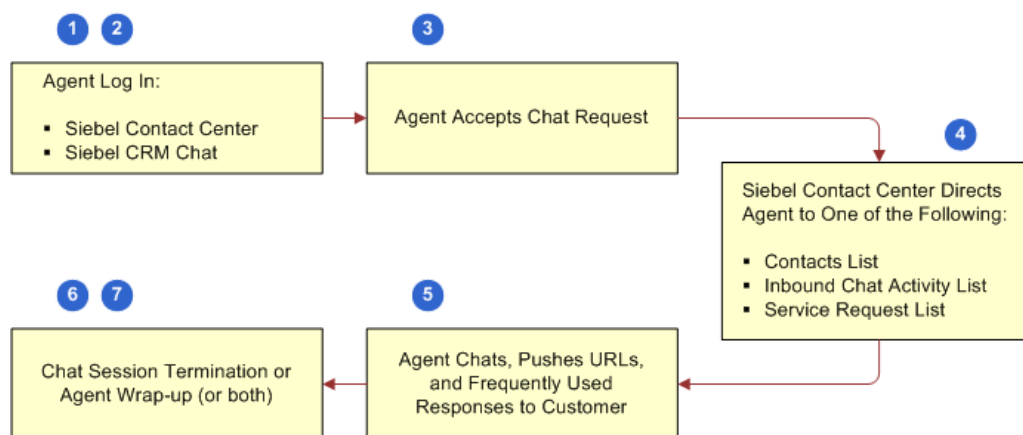 1 2
Agent Log In:
▪ Siebel Contact Center
▪ Siebel CRM Chat
3
Agent Accepts Chat Request
4
Siebel Contact Center Directs
Agent to One of the Following:
▪ Contacts List
▪ Inbound Chat Activity List
▪ Service Request List
5
Agent Chats, Pushes URLs,
and Frequently Used
Responses to Customer
6 7
Chat Session Termination or
Agent Wrap-up (or both)